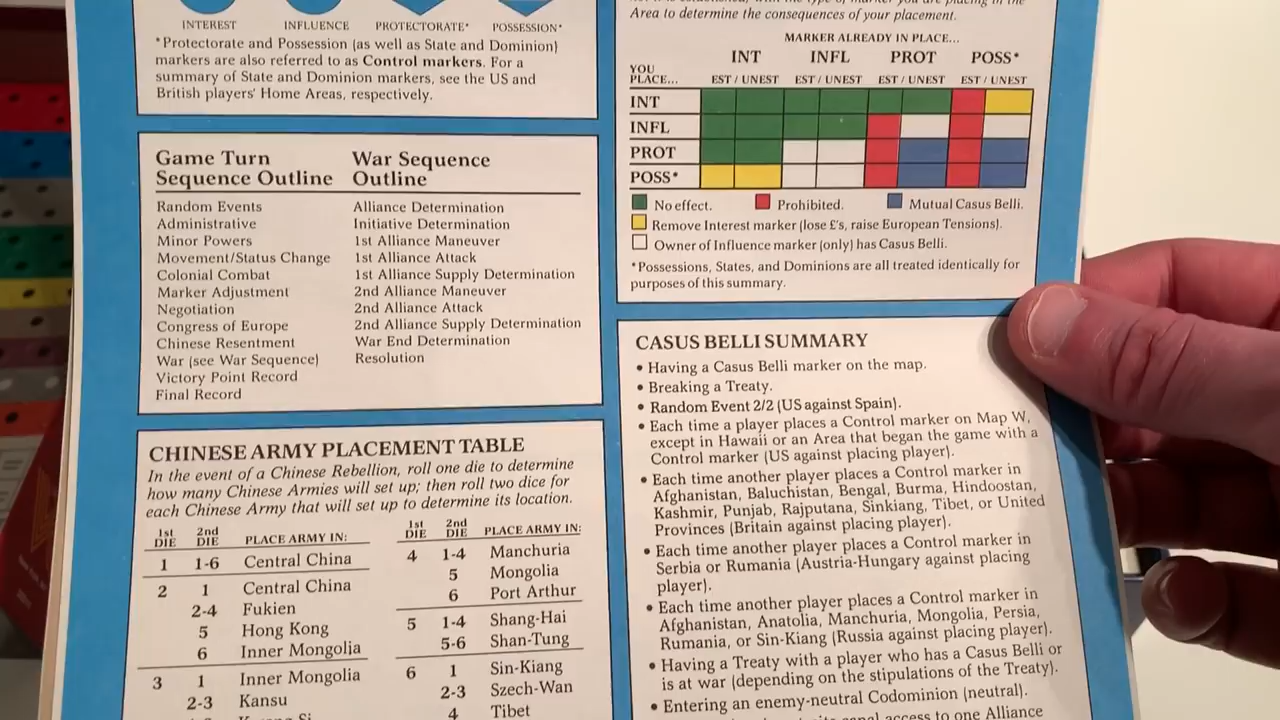 INTEREST INFLUENCE PROTECTORATE* POSSESSION*
*Protectorate and Possession (as well as State and Dominion)
markers are also referred to as Control markers. For a
summary of State and Dominion markers, see the US and
British players' Home Areas, respectively.
Game Turn
Sequence Outline
Random Events
Administrative
Minor Powers
Movement/Status Change
Colonial Combat
Marker Adjustment
Negotiation
Congress of Europe
Chinese Resentment
War (see War Sequence)
Victory Point Record
Final Record
War Sequence
Outline
Alliance Determination
Initiative Determination
1st Alliance Maneuver
1st Alliance Attack
1st Alliance Supply Determination
2nd Alliance Maneuver
2nd Alliance Attack
2nd Alliance Supply Determination
War End Determination
Resolution
CHINESE ARMY PLACEMENT TABLE
In the event of a Chinese Rebellion, roll one die to determine
how many Chinese Armies will set up; then roll two dice for
each Chinese Army that will set up to determine its location.
1st DIE 2nd DIE PLACE ARMY IN:
1 1-6 Central China
2 1 Central China
2-4 Fukien
5 Hong Kong
6 Inner Mongolia
3 1 Inner Mongolia
2-3 Kansu
1st DIE 2nd DIE PLACE ARMY IN:
4 1-4 Manchuria
5 Mongolia
6 Port Arthur
5 1-4 Shang-Hai
5-6 Shan-Tung
6 1 Sin-Kiang
2-3 Szech-Wan
4 Tibet
Area to determine the consequences of your placement.
MARKER ALREADY IN PLACE...
INT INFL PROT POSS*
YOU PLACE... EST / UNEST EST / UNEST EST / UNEST EST / UNEST
INT
INFL
PROT
POSS*
No effect. Prohibited. Mutual Casus Belli.
Remove Interest marker (lose £'s, raise European Tensions).
Owner of Influence marker (only) has Casus Belli.
*Possessions, States, and Dominions are all treated identically for
purposes of this summary.
CASUS BELLI SUMMARY
• Having a Casus Belli marker on the map.
• Breaking a Treaty.
• Random Event 2/2 (US against Spain).
• Each time a player places a Control marker on Map W,
except in Hawaii or an Area that began the game with a
Control marker (US against placing player).
• Each time another player places a Control marker in
Afghanistan, Baluchistan, Bengal, Burma, Hindoostan,
Kashmir, Punjab, Rajputana, Sinkiang, Tibet, or United
Provinces (Britain against placing player).
• Each time another player places a Control marker in
Serbia or Rumania (Austria-Hungary against placing
player).
• Each time another player places a Control marker in
Afghanistan, Anatolia, Manchuria, Mongolia, Persia,
Rumania, or Sin-Kiang (Russia against placing player).
• Having a Treaty with a player who has a Casus Belli or
is at war (depending on the stipulations of the Treaty).
• Entering an enemy-neutral Codominion (neutral).
canal access to one Alliance